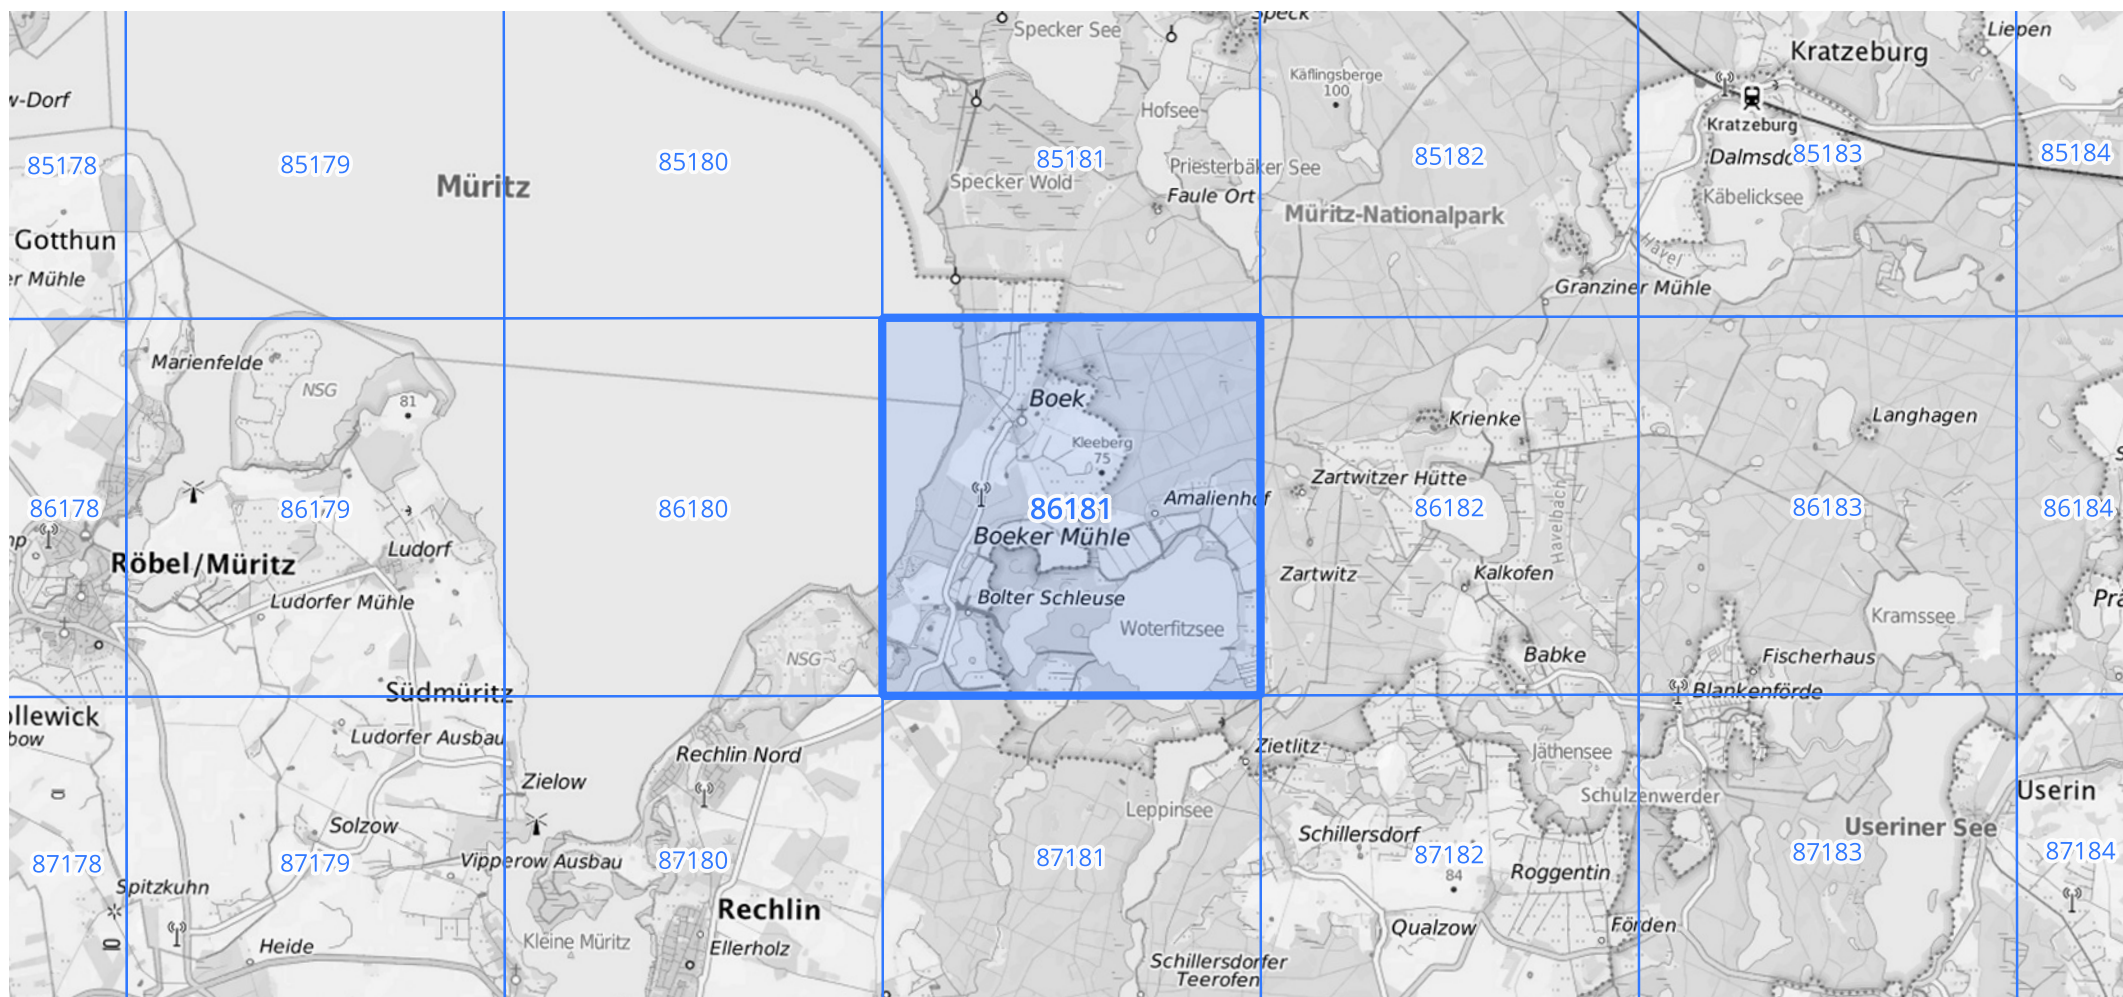 Specker See
Speck
Liepen
Kratzeburg
Käflingsberge
100
w-Dorf
Hofsee
Kratzeburg
85178
85179
85180
85181
85182
Dalmsdo
85183
85184
Müritz
Specker Wold
Priesterbäker See
Faule Ort
Käbelicksee
Müritz-Nationalpark
Gotthun
Havel
er Mühle
Granziner Mühle
Marienfelde
NSG
81
Boek
Kleeberg
75
Krienke
Langhagen
Zartwitzer Hütte
Amalienhof
86178
86179
86180
86181
86182
86183
86184
Havelbach
Boeker Mühle
Ludorf
Röbel/Müritz
Zartwitz
Kalkofen
Ludorfer Mühle
Bolter Schleuse
Prä
Kramssee
Woterfitzsee
NSG
Babke
Fischerhaus
Südmüritz
Blankenförde
ollewick
bow
Ludorfer Ausbau
Rechlin Nord
Zietlitz
Jäthensee
Zielow
Userin
Schulzenwerder
Leppinsee
Solzow
Schillersdorf
Useriner See
87178
87179
Vipperow Ausbau
87180
87181
87182
87183
87184
Spitzkuhn
84
Roggentin
Rechlin
Förden
Qualzow
Heide
Kleine Müritz
Ellerholz
Schillersdorfer
Teerofen